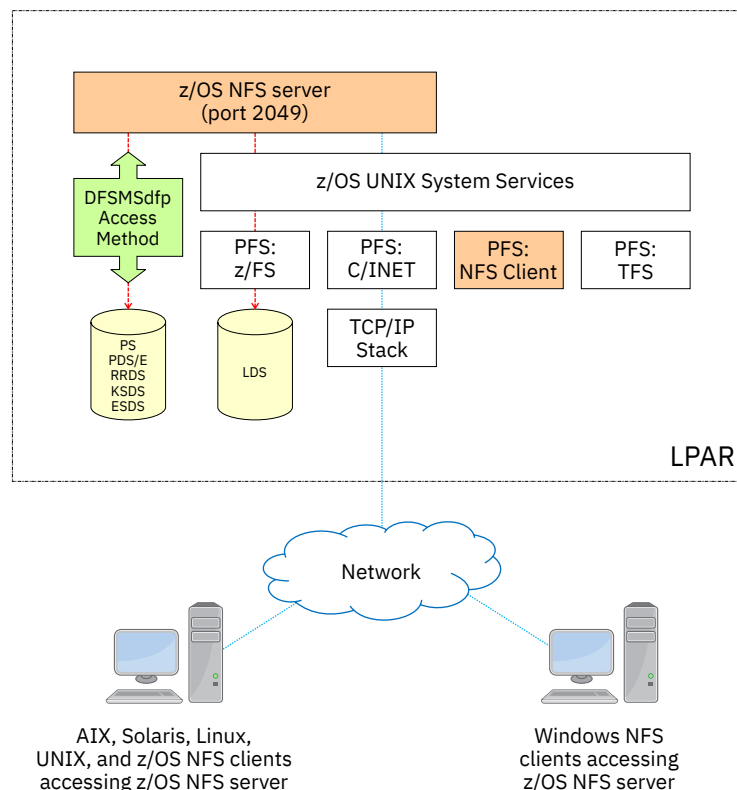 z/OS NFS server
(port 2049)
z/OS UNIX System Services
DFSMSdfp
Access
Method
PFS:
z/FS
PFS:
C/INET
PFS:
NFS Client
PFS:
TFS
PS
PDS/E
RRDS
KSDS
ESDS
LDS
TCP/IP
Stack
LPAR
Network
AIX, Solaris, Linux,
UNIX, and z/OS NFS clients
accessing z/OS NFS server
Windows NFS
clients accessing
z/OS NFS server